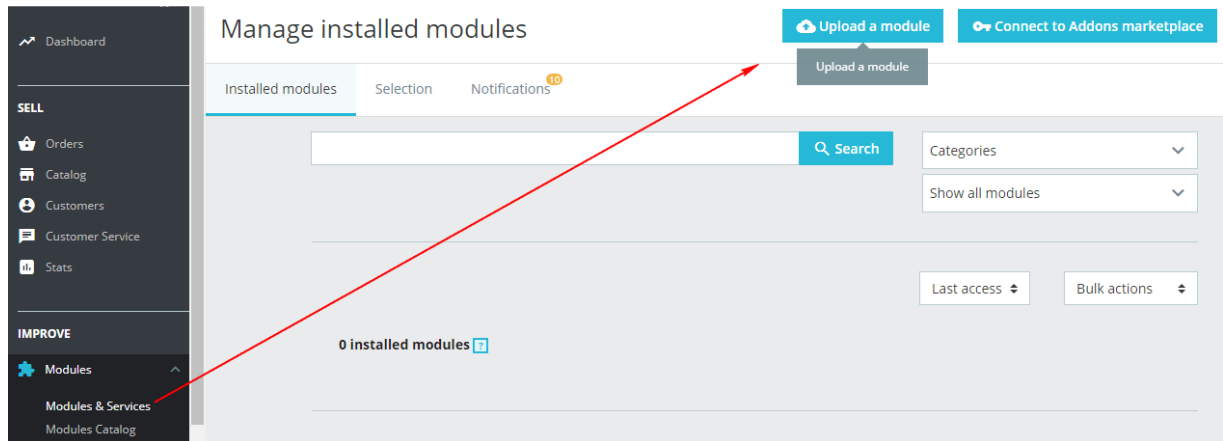 Dashboard
SELL
Orders
Catalog
Customers
Customer Service
Stats
IMPROVE
Modules
Modules & Services
Modules Catalog
Manage installed modules
Upload a module
Connect to Addons marketplace
Upload a module
Installed modules
Selection
Notifications
10
Search
Categories
Show all modules
Last access
Bulk actions
0 installed modules ?